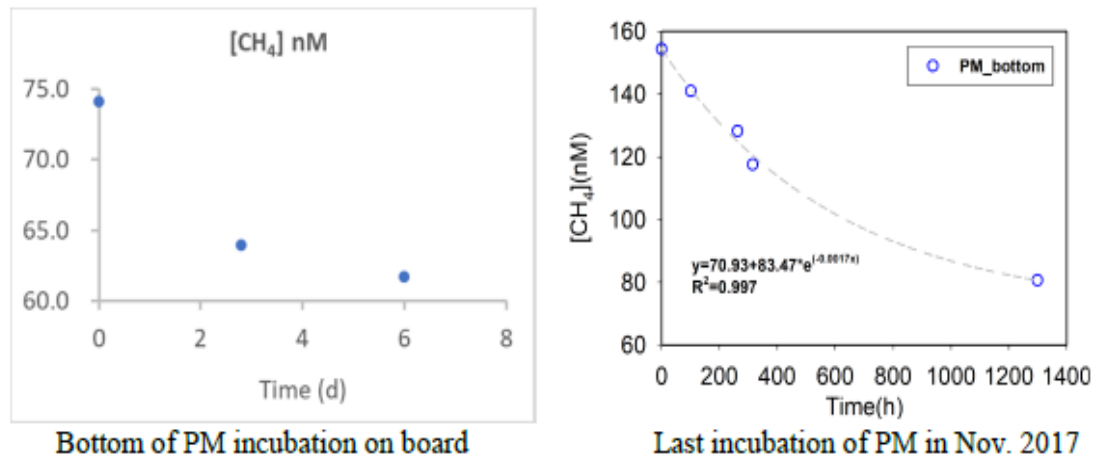 [CH₄] nM
75.0
70.0
65.0
60.0
0 2 4 6 8
Time (d)
Bottom of PM incubation on board
160
140
120
100
80
60
[CH₄](nM)
PM_bottom
y=70.93+83.47*e^(-0.0017x)
R²=0.997
0 200 400 600 800 1000 1200 1400
Time(h)
Last incubation of PM in Nov. 2017